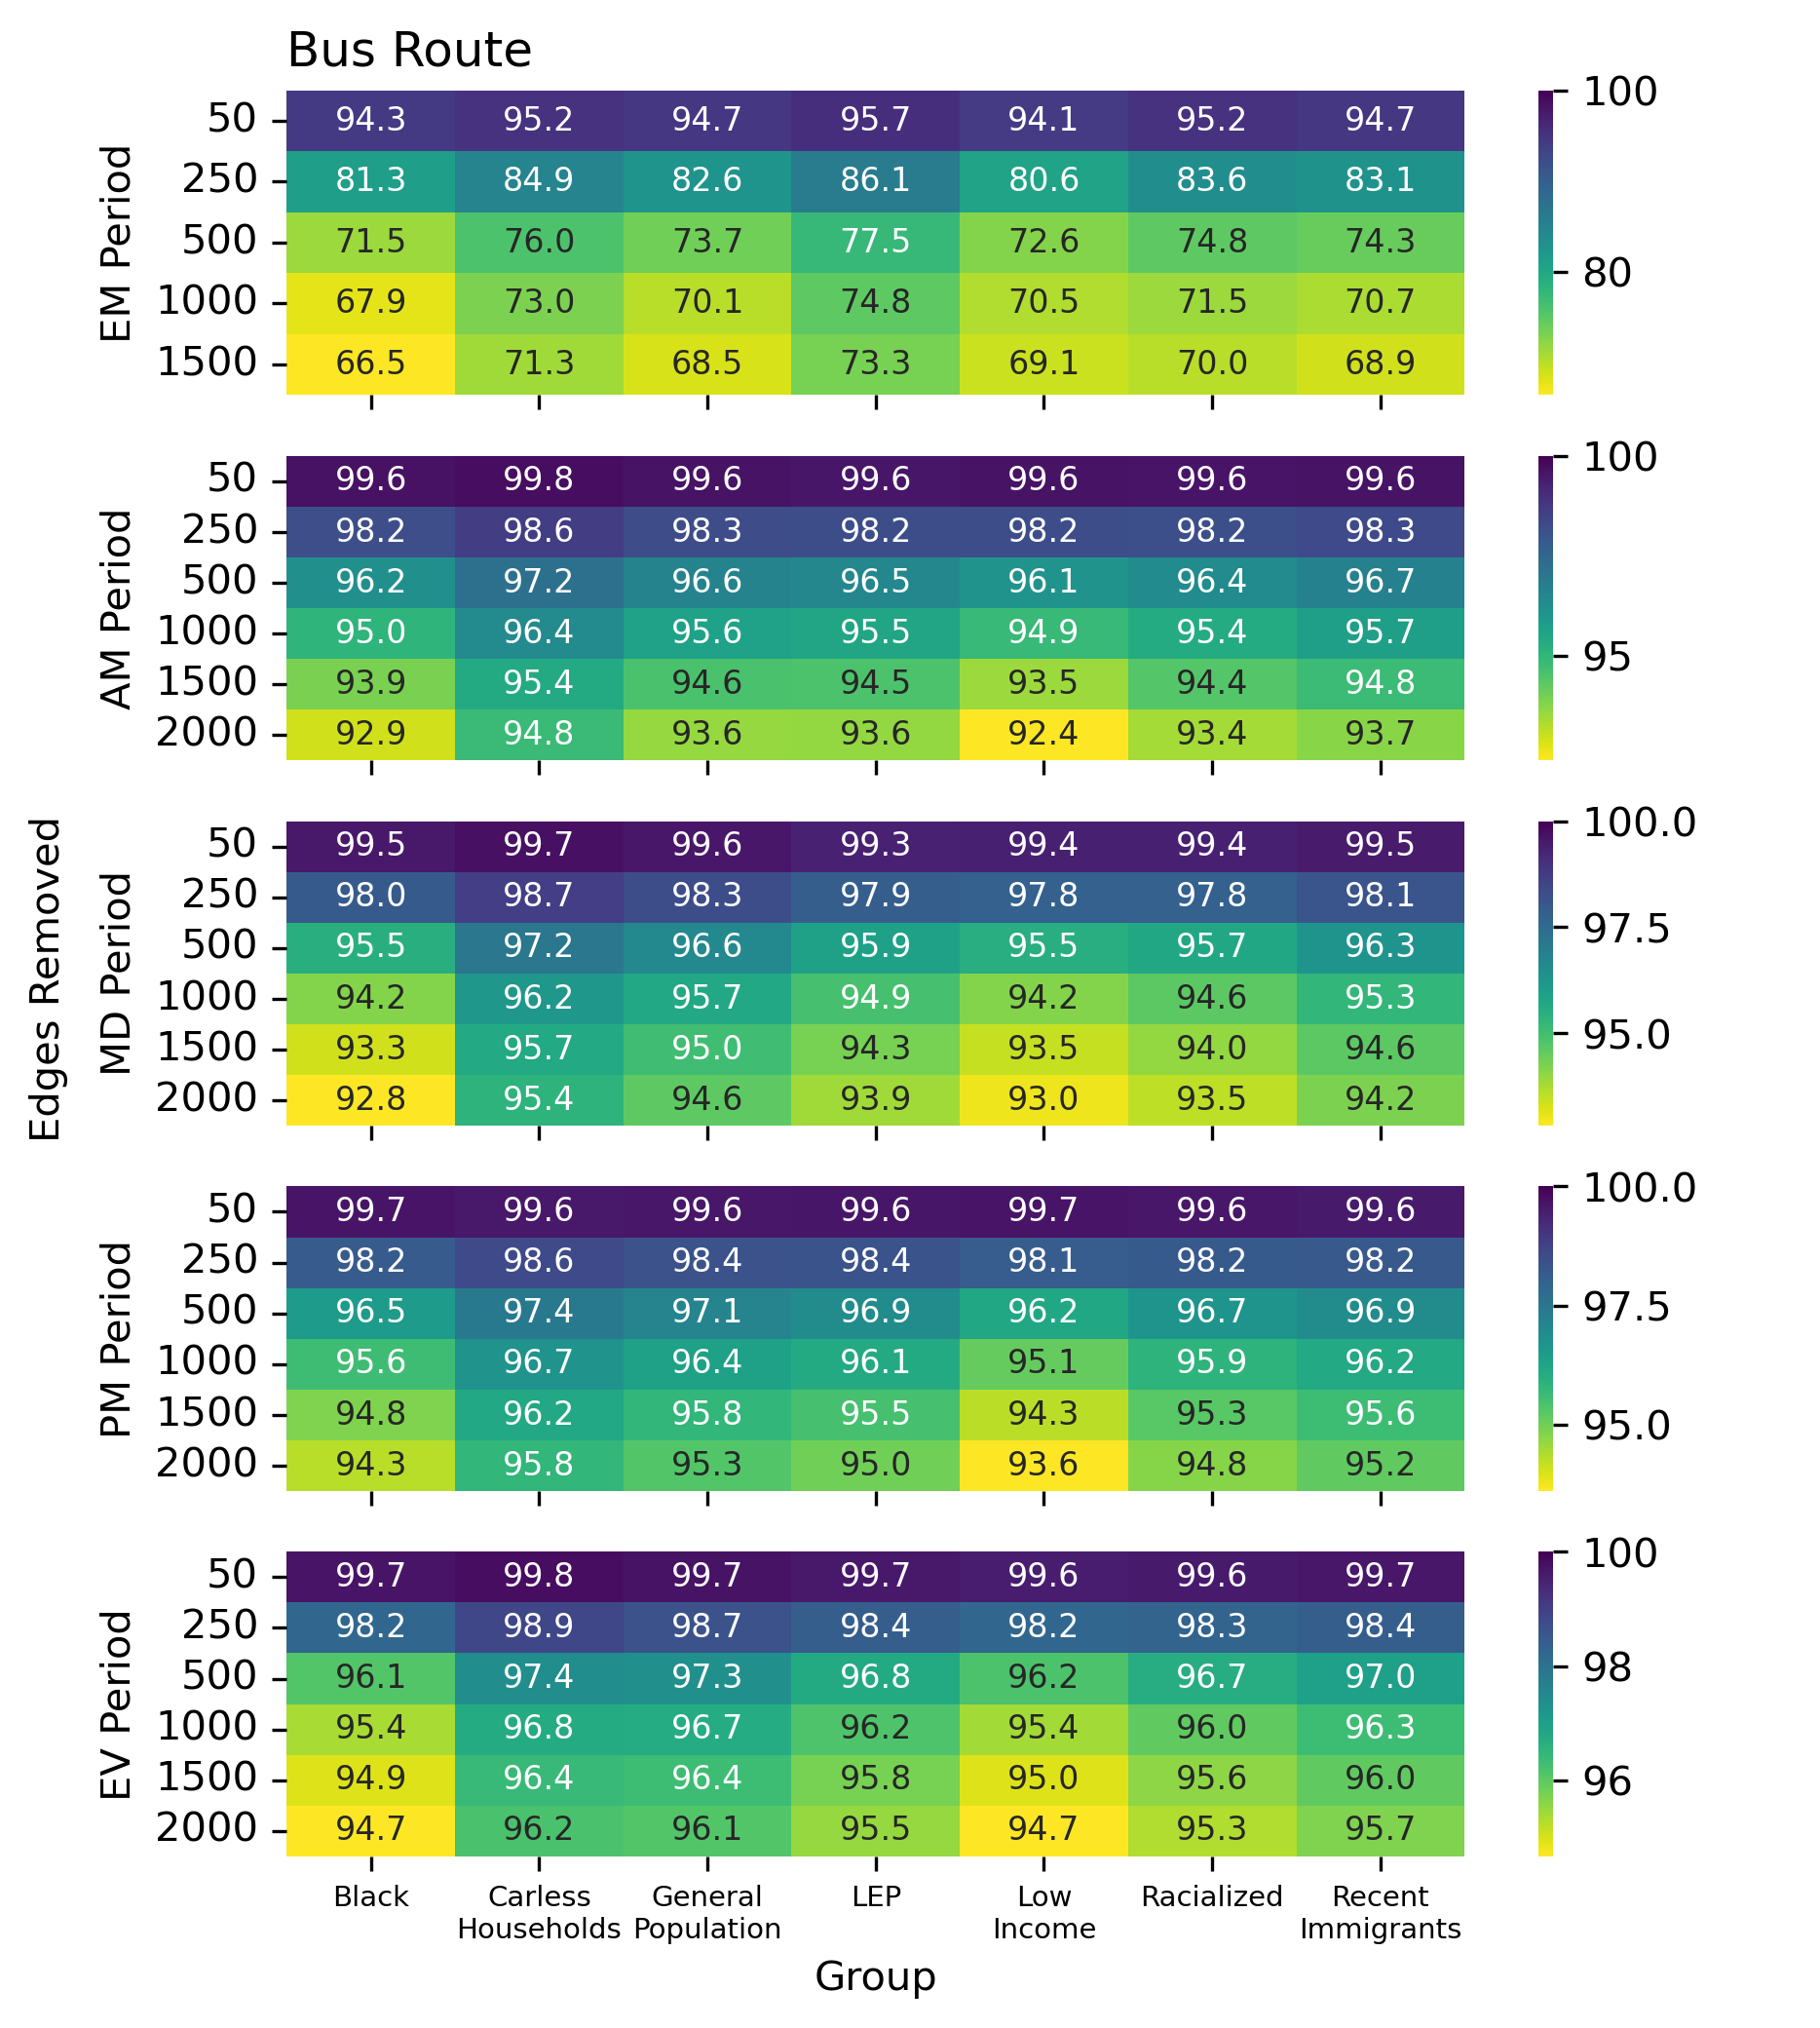 Bus Route
Edges Removed
EM Period
50 94.3 95.2 94.7 95.7 94.1 95.2 94.7
250 81.3 84.9 82.6 86.1 80.6 83.6 83.1
500 71.5 76.0 73.7 77.5 72.6 74.8 74.3
1000 67.9 73.0 70.1 74.8 70.5 71.5 70.7
1500 66.5 71.3 68.5 73.3 69.1 70.0 68.9
100
80
AM Period
50 99.6 99.8 99.6 99.6 99.6 99.6 99.6
250 98.2 98.6 98.3 98.2 98.2 98.2 98.3
500 96.2 97.2 96.6 96.5 96.1 96.4 96.7
1000 95.0 96.4 95.6 95.5 94.9 95.4 95.7
1500 93.9 95.4 94.6 94.5 93.5 94.4 94.8
2000 92.9 94.8 93.6 93.6 92.4 93.4 93.7
100
95
MD Period
50 99.5 99.7 99.6 99.3 99.4 99.4 99.5
250 98.0 98.7 98.3 97.9 97.8 97.8 98.1
500 95.5 97.2 96.6 95.9 95.5 95.7 96.3
1000 94.2 96.2 95.7 94.9 94.2 94.6 95.3
1500 93.3 95.7 95.0 94.3 93.5 94.0 94.6
2000 92.8 95.4 94.6 93.9 93.0 93.5 94.2
100.0
97.5
95.0
PM Period
50 99.7 99.6 99.6 99.6 99.7 99.6 99.6
250 98.2 98.6 98.4 98.4 98.1 98.2 98.2
500 96.5 97.4 97.1 96.9 96.2 96.7 96.9
1000 95.6 96.7 96.4 96.1 95.1 95.9 96.2
1500 94.8 96.2 95.8 95.5 94.3 95.3 95.6
2000 94.3 95.8 95.3 95.0 93.6 94.8 95.2
100.0
97.5
95.0
EV Period
50 99.7 99.8 99.7 99.7 99.6 99.6 99.7
250 98.2 98.9 98.7 98.4 98.2 98.3 98.4
500 96.1 97.4 97.3 96.8 96.2 96.7 97.0
1000 95.4 96.8 96.7 96.2 95.4 96.0 96.3
1500 94.9 96.4 96.4 95.8 95.0 95.6 96.0
2000 94.7 96.2 96.1 95.5 94.7 95.3 95.7
100
98
96
Black Carless General LEP Low Racialized Recent
Households Population Income Immigrants
Group